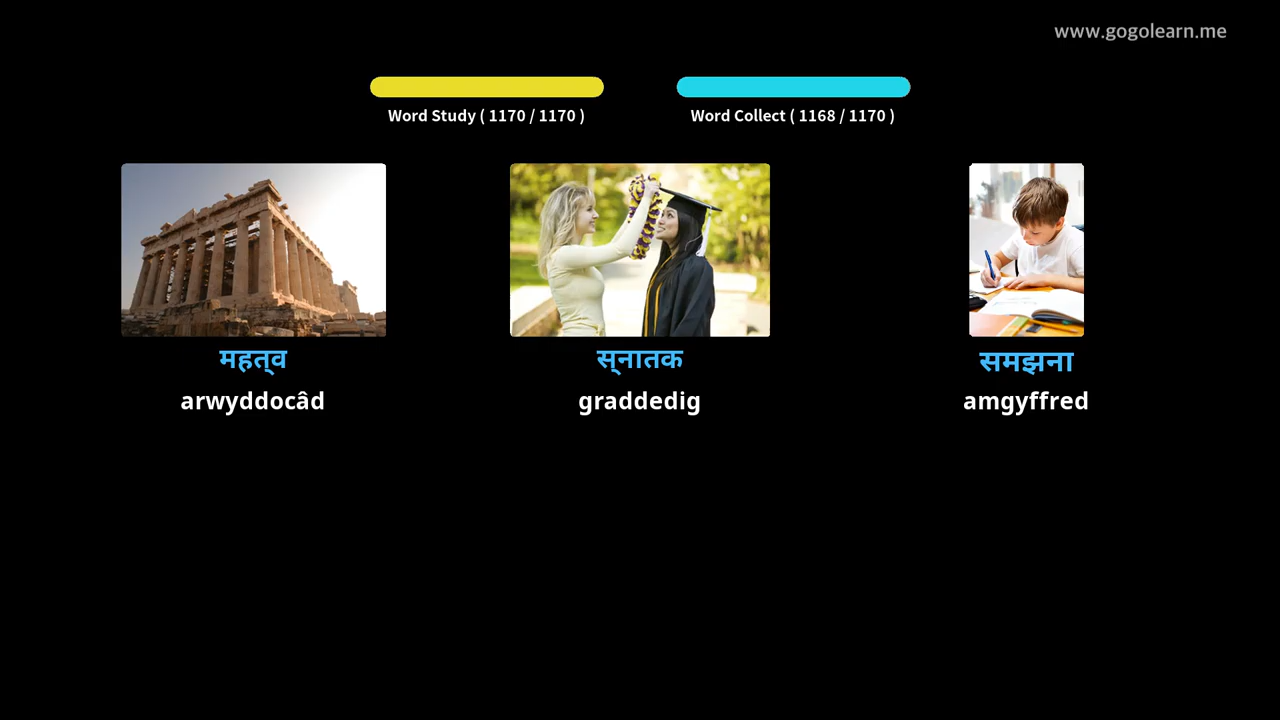 www.gogolearn.me
Word Study ( 1170 / 1170 )
Word Collect ( 1168 / 1170 )
महत्व
स्नातक
समझना
arwyddocâd
graddedig
amgyffred